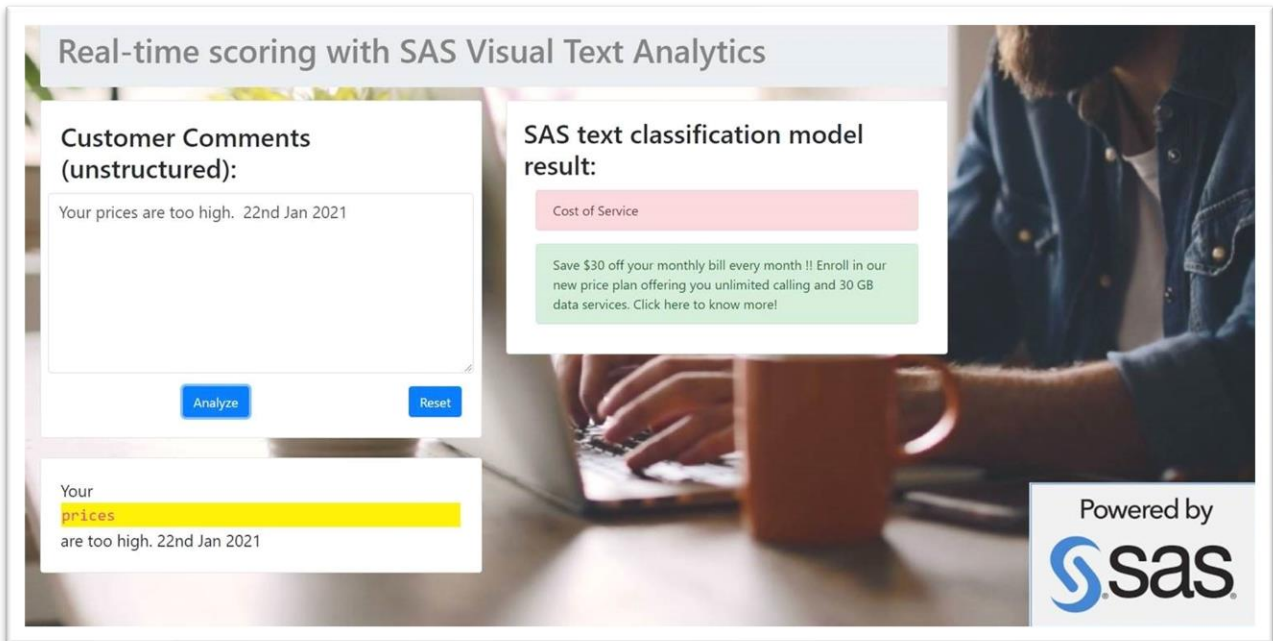 Real-time scoring with SAS Visual Text Analytics
Customer Comments
(unstructured):
Your prices are too high.  22nd Jan 2021
Analyze
Reset
Your
prices
are too high. 22nd Jan 2021
SAS text classification model
result:
Cost of Service
Save $30 off your monthly bill every month !! Enroll in our
new price plan offering you unlimited calling and 30 GB
data services. Click here to know more!
Powered by
sas